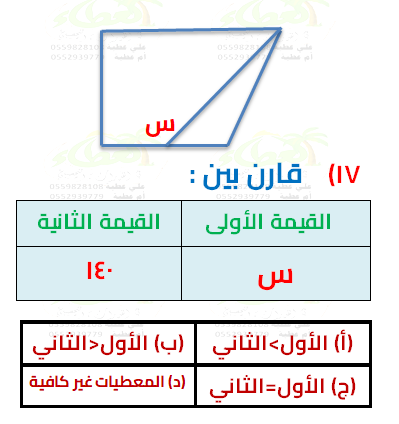 س
١٧) قارن بين :
القيمة الأولى القيمة الثانية
س ١٤٠
(أ) الأول>الثاني (ب) الأول<الثاني
(ج) الأول=الثاني (د) المعطيات غير كافية